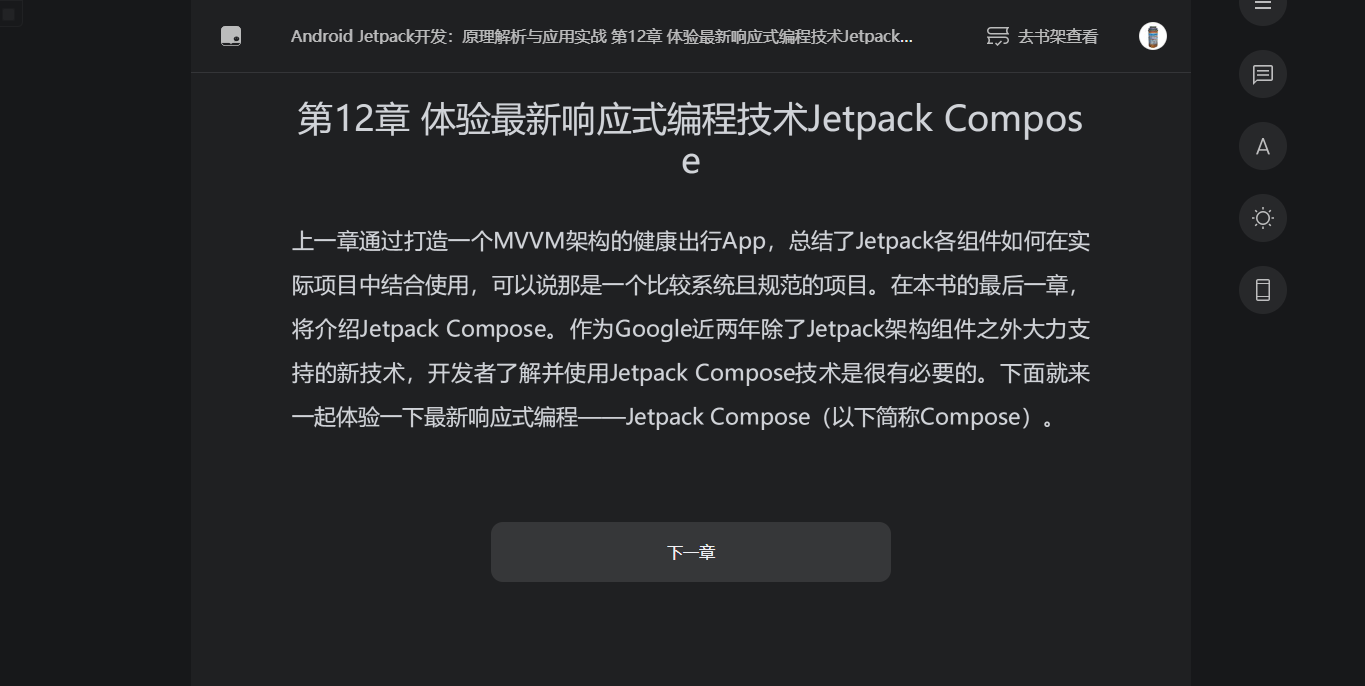 Android Jetpack开发：原理解析与应用实战 第12章 体验最新响应式编程技术Jetpack...
去书架查看
第12章 体验最新响应式编程技术Jetpack Compos
e
上一章通过打造一个MVVM架构的健康出行App，总结了Jetpack各组件如何在实
际项目中结合使用，可以说那是一个比较系统且规范的项目。在本书的最后一章，
将介绍Jetpack Compose。作为Google近两年除了Jetpack架构组件之外大力支
持的新技术，开发者了解并使用Jetpack Compose技术是很有必要的。下面就来
一起体验一下最新响应式编程——Jetpack Compose（以下简称Compose）。
下一章
A